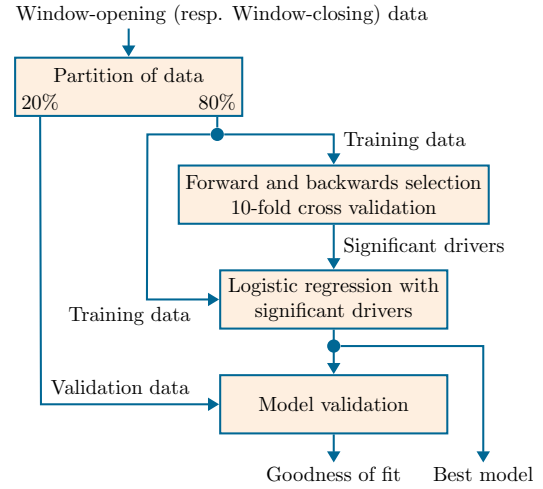 Window-opening (resp. Window-closing) data
Partition of data
20%
80%
Training data
Forward and backwards selection
10-fold cross validation
Significant drivers
Logistic regression with
significant drivers
Training data
Validation data
Model validation
Goodness of fit
Best model